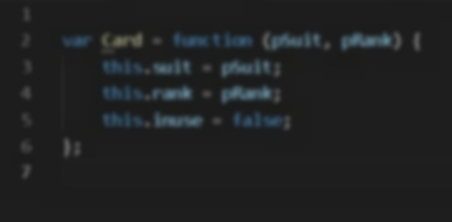 1
2 var Card = function (pSuit, pRank) {
3     this.suit = pSuit;
4     this.rank = pRank;
5     this.inuse = false;
6 };
7